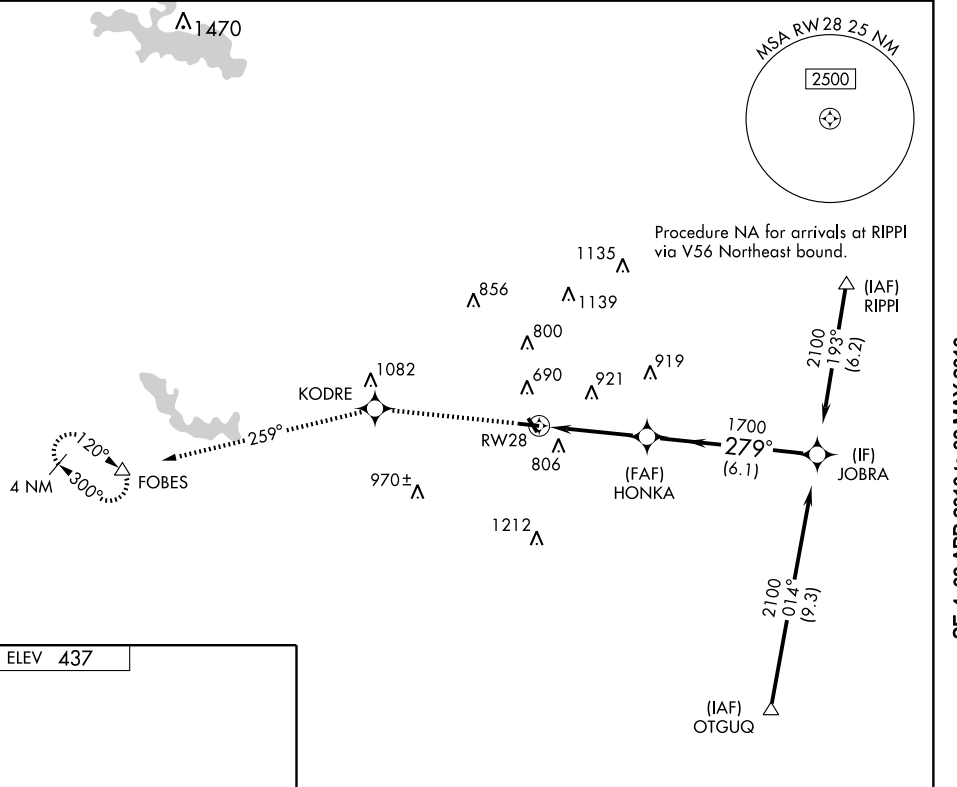 1470
MSA RW28 25 NM
2500
Procedure NA for arrivals at RIPPI
via V56 Northeast bound.
1135
856
1139
(IAF)
RIPPI
2100
193°
(6.2)
800
919
1082
690
921
KODRE
259°
120°
300°
4 NM
FOBES
RW28
806
(FAF)
HONKA
1700
279°
(6.1)
(IF)
JOBRA
970±
1212
2100
014°
(9.3)
ELEV 437
(IAF)
OTGUQ